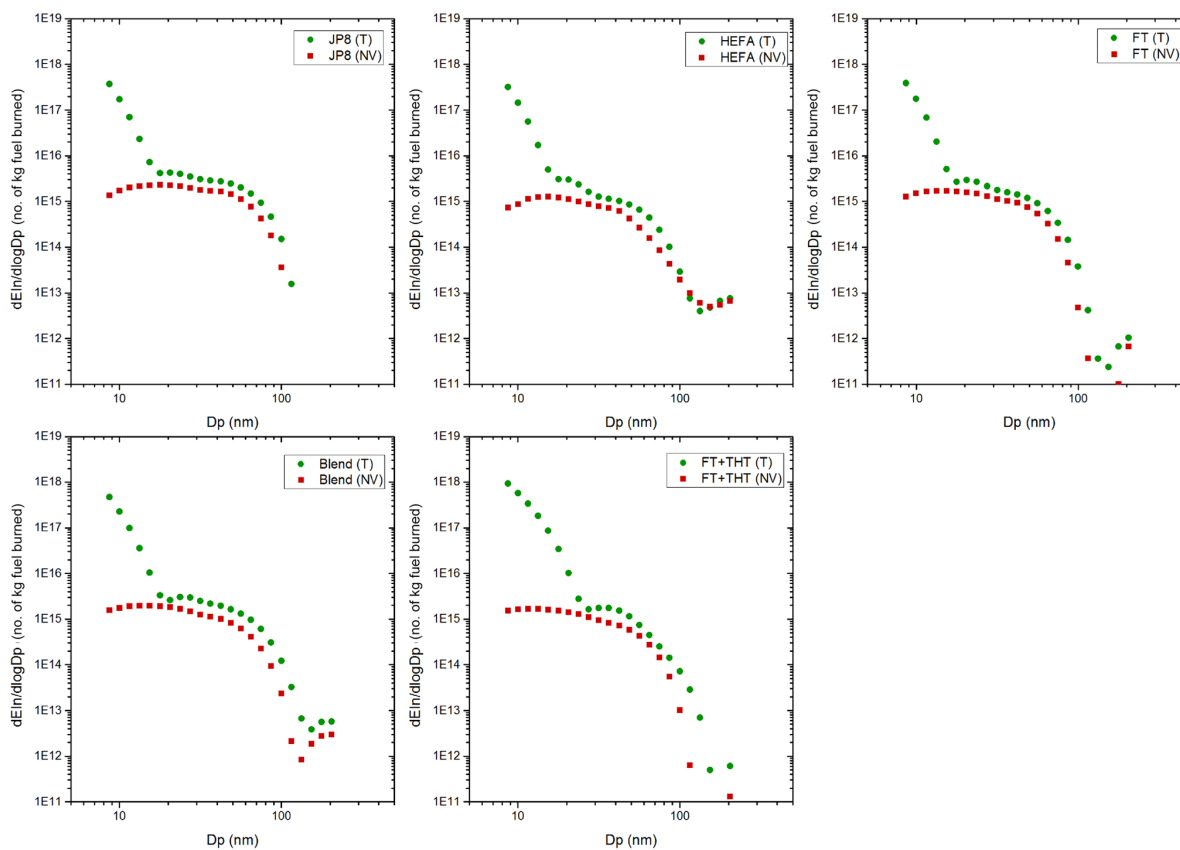 1E19
1E18
1E17
1E16
1E15
1E14
1E13
1E12
1E11
dEIn/dlogDp (no. of kg fuel burned)
JP8 (T)
JP8 (NV)
10
100
Dp (nm)
1E19
1E18
1E17
1E16
1E15
1E14
1E13
1E12
1E11
dEIn/dlogDp (no. of kg fuel burned)
HEFA (T)
HEFA (NV)
10
100
Dp (nm)
1E19
1E18
1E17
1E16
1E15
1E14
1E13
1E12
1E11
dEIn/dlogDp (no. of kg fuel burned)
FT (T)
FT (NV)
10
100
Dp (nm)
1E19
1E18
1E17
1E16
1E15
1E14
1E13
1E12
1E11
dEIn/dlogDp (no. of kg fuel burned)
Blend (T)
Blend (NV)
10
100
Dp (nm)
1E19
1E18
1E17
1E16
1E15
1E14
1E13
1E12
1E11
dEIn/dlogDp (no. of kg fuel burned)
FT+THT (T)
FT+THT (NV)
10
100
Dp (nm)